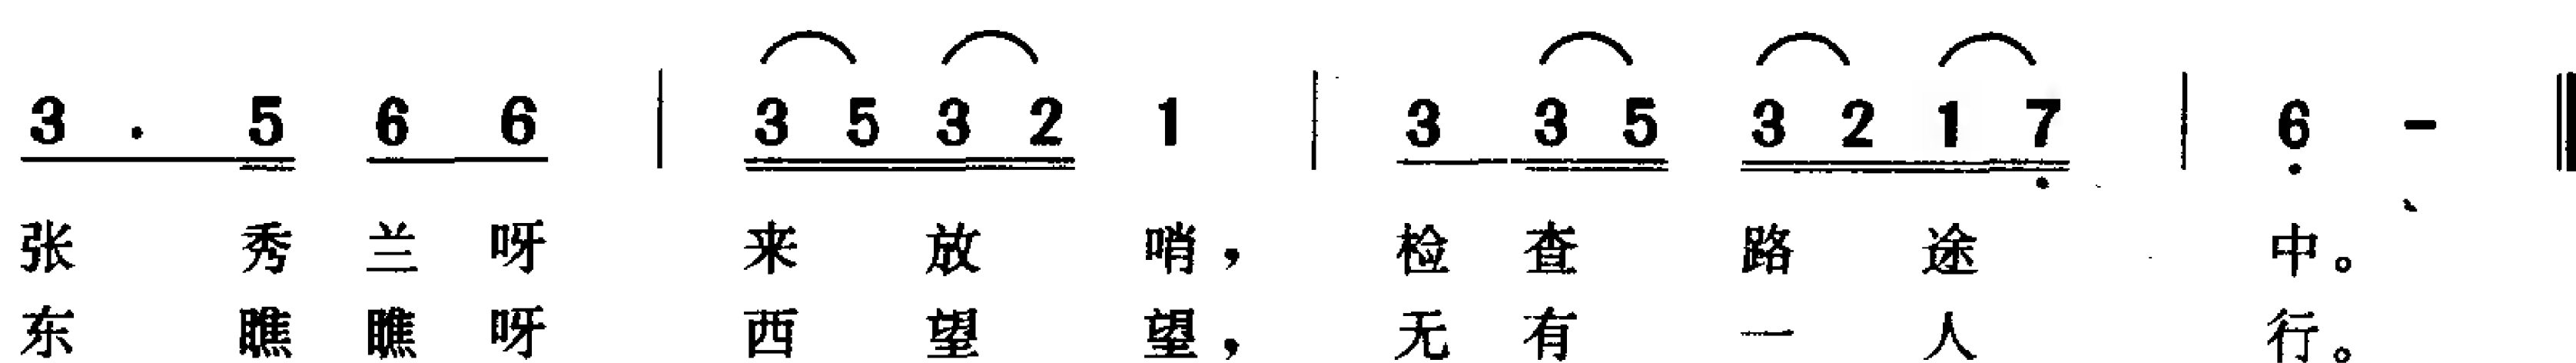 3 . 5 6 6 | 3 5 3 2 1 | 3 3 5 3 2 1 7 | 6 - ‖
张 秀 兰 呀 来 放 哨， 检 查 路 途 中。
东 瞧 瞧 呀 西 望 望， 无 有 一 人 行。